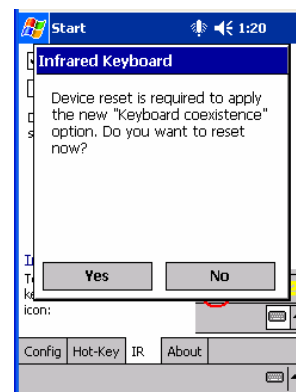 Start 1:20
Infrared Keyboard
Device reset is required to apply
the new "Keyboard coexistence"
option. Do you want to reset
now?
Yes No
icon:
Config Hot-Key IR About